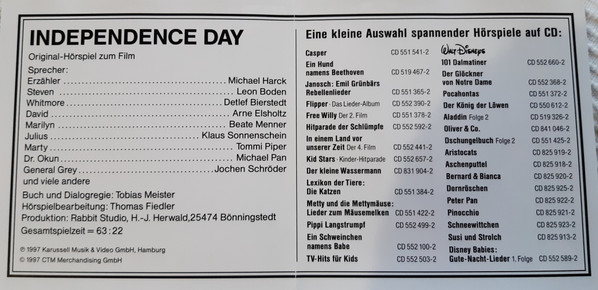 INDEPENDENCE DAY
Original-Hörspiel zum Film
Sprecher:
Erzähler Michael Harck
Steven Leon Boden
Whitmore Detlef Bierstedt
David Arne Elsholtz
Marilyn Beate Menner
Julius Klaus Sonnenschein
Marty Tommi Piper
Dr. Okun Michael Pan
General Grey Jochen Schröder
und viele andere
Buch und Dialogregie: Tobias Meister
Hörspielbearbeitung: Thomas Fiedler
Produktion: Rabbit Studio, H.-J. Herwald,25474 Bönningstedt
Gesamtspielzeit = 63:22
℗ 1997 Karussell Musik & Video GmbH, Hamburg
© 1997 CTM Merchandising GmbH
Eine kleine Auswahl spannender Hörspiele auf CD:
Casper CD 551 541-2
Ein Hund
namens Beethoven CD 519 467-2
Janosch: Emil Grünbärs
Rebellenlieder CD 551 365-2
Flipper · Das Lieder-Album CD 552 390-2
Free Willy Der 2. Film CD 551 378-2
Hitparade der Schlümpfe CD 552 592-2
In einem Land vor
unserer Zeit Der 4. Film CD 552 441-2
Kid Stars · Kinder-Hitparade CD 552 657-2
Der kleine Wassermann CD 831 904-2
Lexikon der Tiere:
Die Katzen CD 551 384-2
Metty und die Mettymäuse:
Lieder zum Mäusemelken CD 551 422-2
Pippi Langstrumpf CD 552 499-2
Ein Schweinchen
namens Babe CD 552 100-2
TV-Hits für Kids CD 552 503-2
Walt Disneys
101 Dalmatiner CD 552 660-2
Der Glöckner
von Notre Dame CD 552 368-2
Pocahontas CD 551 372-2
Der König der Löwen CD 550 612-2
Aladdin Folge 2 CD 519 326-2
Oliver & Co. CD 841 046-2
Dschungelbuch Folge 2 CD 551 425-2
Aristocats CD 825 919-2
Aschenputtel CD 825 918-2
Bernard & Bianca CD 825 920-2
Dornröschen CD 825 925-2
Peter Pan CD 825 922-2
Pinocchio CD 825 921-2
Schneewittchen CD 825 923-2
Susi und Strolch CD 825 913-2
Disney Babies:
Gute-Nacht-Lieder 1. Folge CD 552 589-2